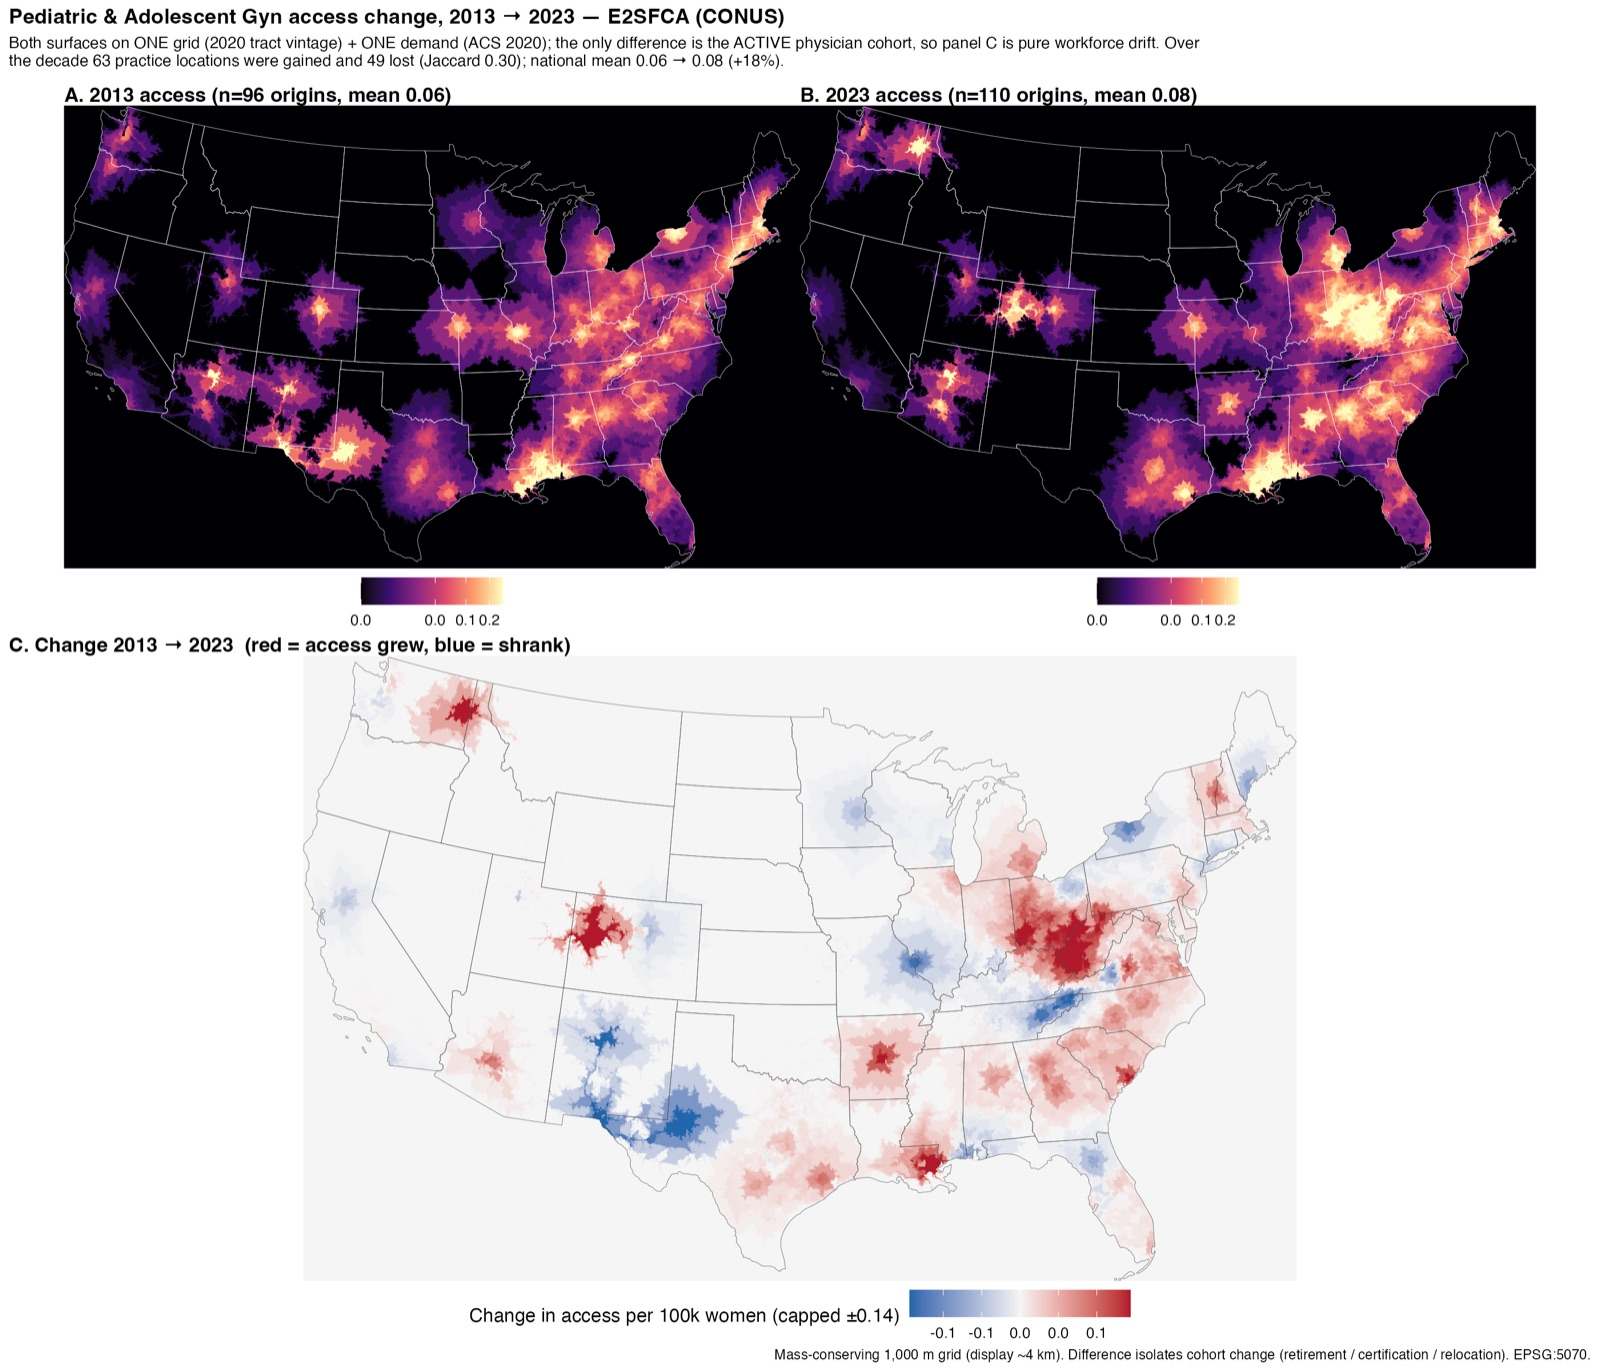 Pediatric & Adolescent Gyn access change, 2013 → 2023 — E2SFCA (CONUS)
Both surfaces on ONE grid (2020 tract vintage) + ONE demand (ACS 2020); the only difference is the ACTIVE physician cohort, so panel C is pure workforce drift. Over
the decade 63 practice locations were gained and 49 lost (Jaccard 0.30); national mean 0.06 → 0.08 (+18%).
A. 2013 access (n=96 origins, mean 0.06)
B. 2023 access (n=110 origins, mean 0.08)
0.0 0.0 0.1 0.2
0.0 0.0 0.1 0.2
C. Change 2013 → 2023 (red = access grew, blue = shrank)
Change in access per 100k women (capped ±0.14)
-0.1 -0.1 0.0 0.0 0.1
Mass-conserving 1,000 m grid (display ~4 km). Difference isolates cohort change (retirement / certification / relocation). EPSG:5070.